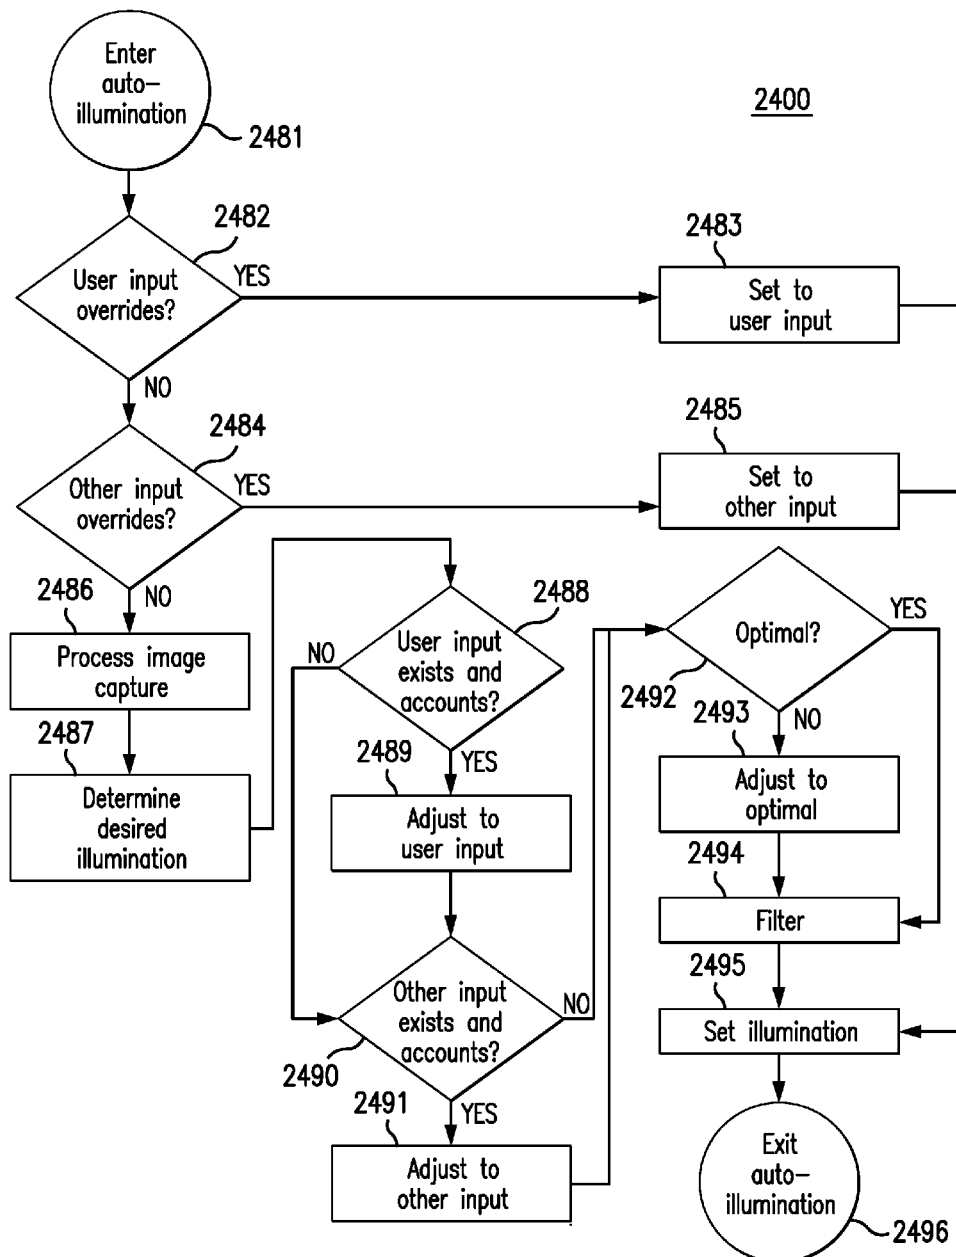 Enter
auto-
illumination
2481
2400
2482
User input
overrides?
YES
NO
2483
Set to
user input
2484
Other input
overrides?
YES
NO
2485
Set to
other input
2486
Process image
capture
2487
Determine
desired
illumination
2488
User input
exists and
accounts?
NO
YES
2489
Adjust to
user input
Other input
exists and
accounts?
2490
NO
YES
2491
Adjust to
other input
Optimal?
YES
2492
NO
2493
Adjust to
optimal
2494
Filter
2495
Set illumination
Exit
auto-
illumination
2496